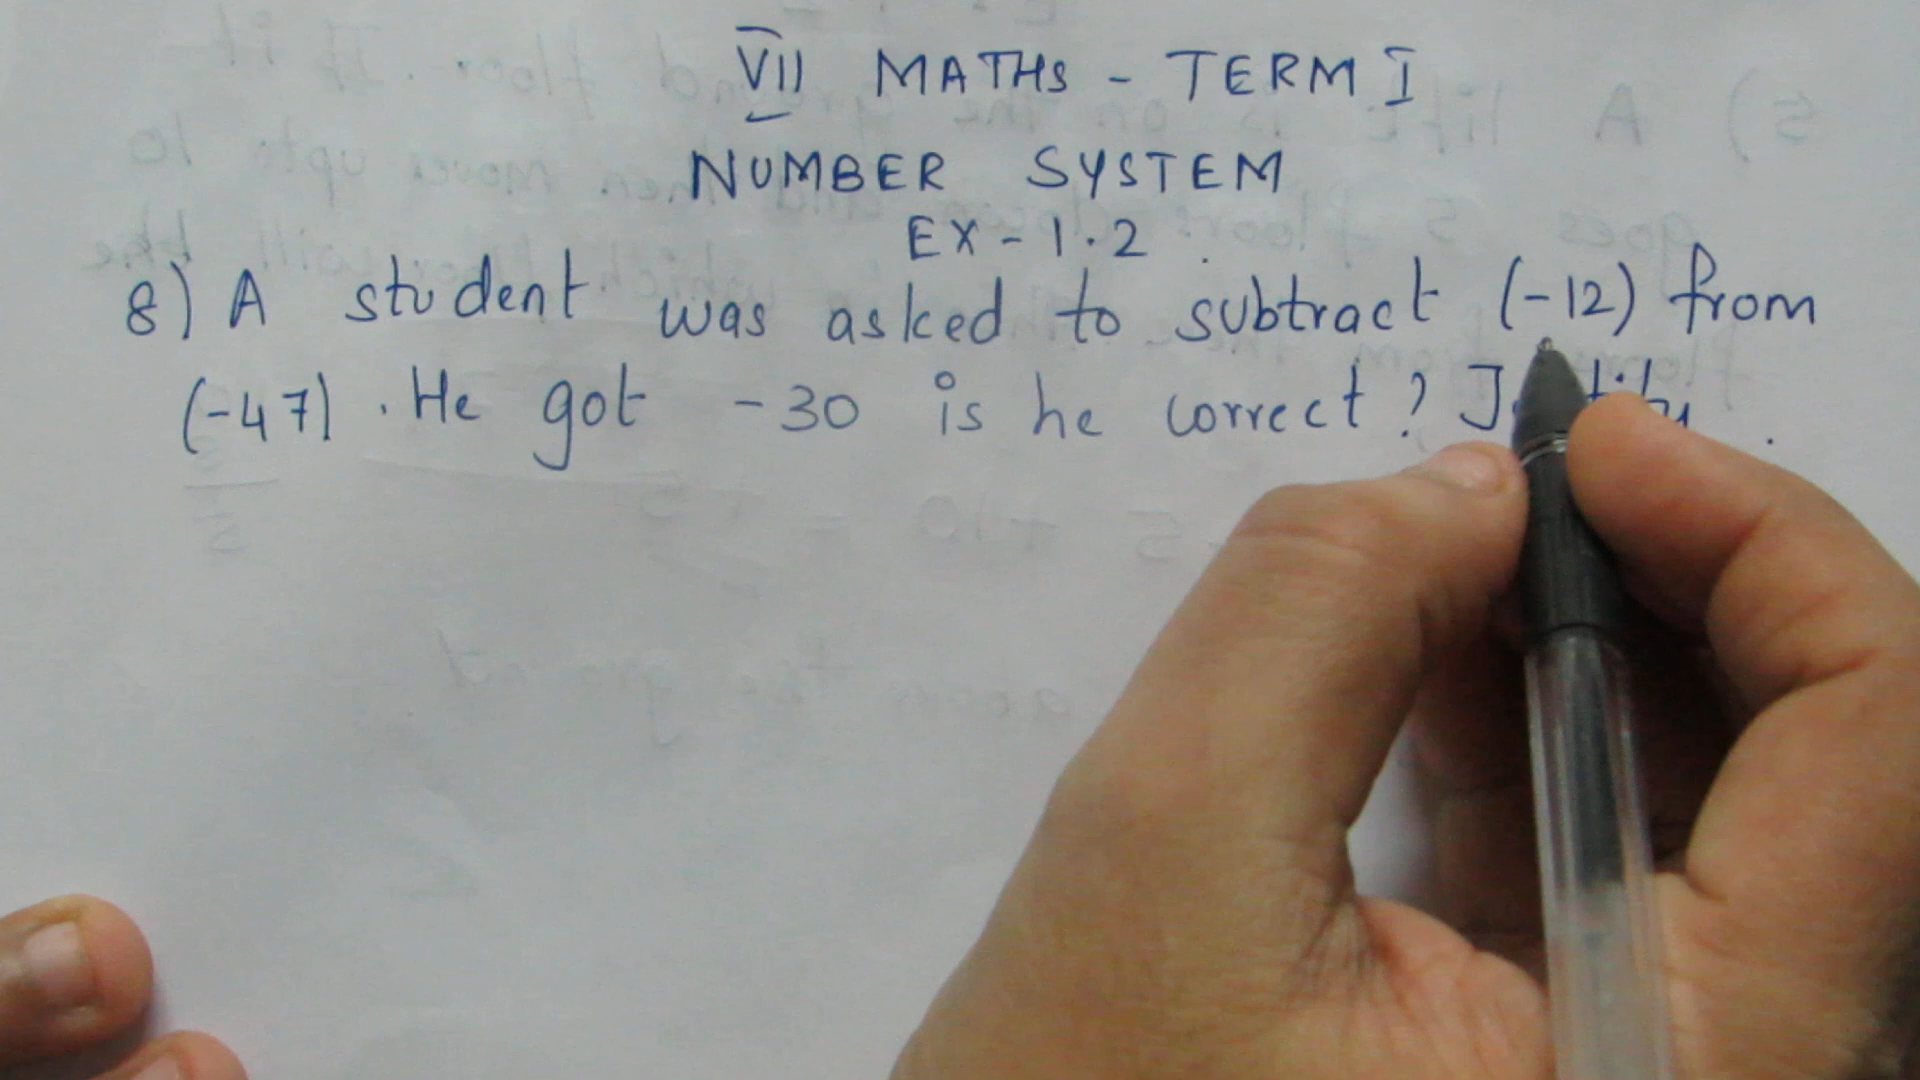 VII MATHS - TERM I
NUMBER SYSTEM
EX - 1.2
8) A student was asked to subtract (-12) from
(-47). He got -30 is he correct?